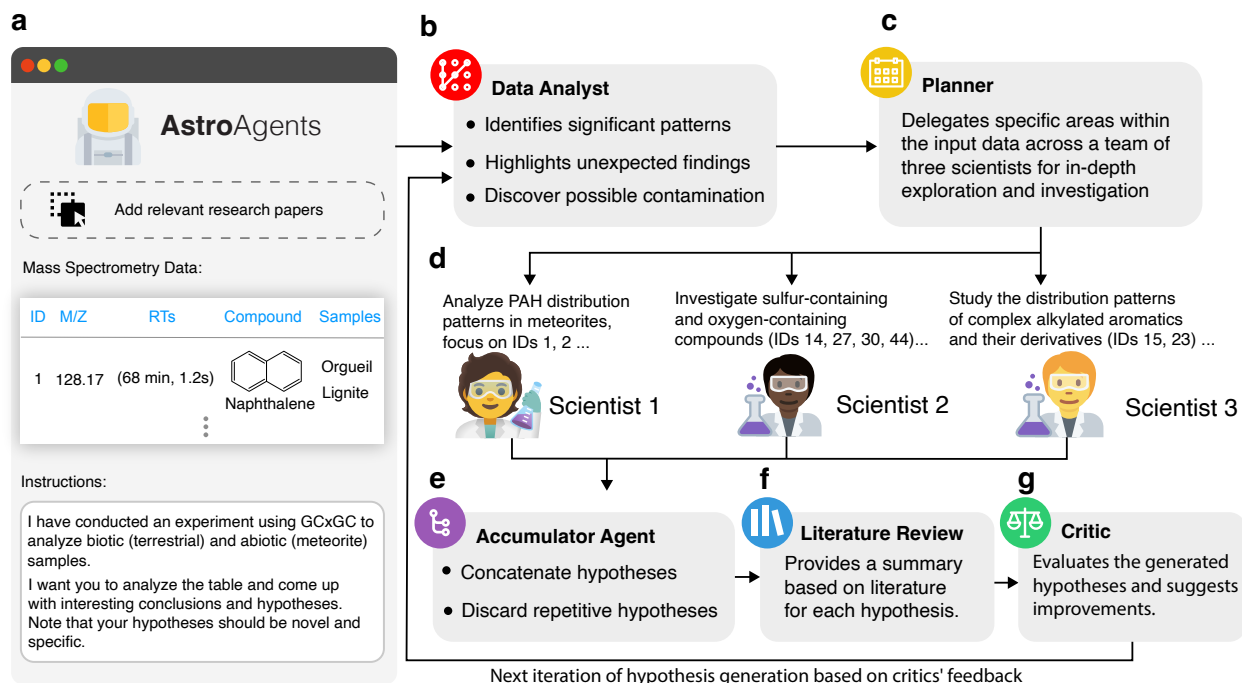 a
AstroAgents
Add relevant research papers
Mass Spectrometry Data:
ID M/Z RTs Compound Samples
1 128.17 (68 min, 1.2s)
Naphthalene
Orgueil
Lignite
Instructions:
I have conducted an experiment using GCxGC to
analyze biotic (terrestrial) and abiotic (meteorite)
samples.
I want you to analyze the table and come up
with interesting conclusions and hypotheses.
Note that your hypotheses should be novel and
specific.
b
Data Analyst
• Identifies significant patterns
• Highlights unexpected findings
• Discover possible contamination
c
Planner
Delegates specific areas within
the input data across a team of
three scientists for in-depth
exploration and investigation
d
Analyze PAH distribution
patterns in meteorites,
focus on IDs 1, 2 ...
Scientist 1
Investigate sulfur-containing
and oxygen-containing
compounds (IDs 14, 27, 30, 44)...
Scientist 2
Study the distribution patterns
of complex alkylated aromatics
and their derivatives (IDs 15, 23) ...
Scientist 3
e
Accumulator Agent
• Concatenate hypotheses
• Discard repetitive hypotheses
f
Literature Review
Provides a summary
based on literature
for each hypothesis.
g
Critic
Evaluates the generated
hypotheses and suggests
improvements.
Next iteration of hypothesis generation based on critics' feedback